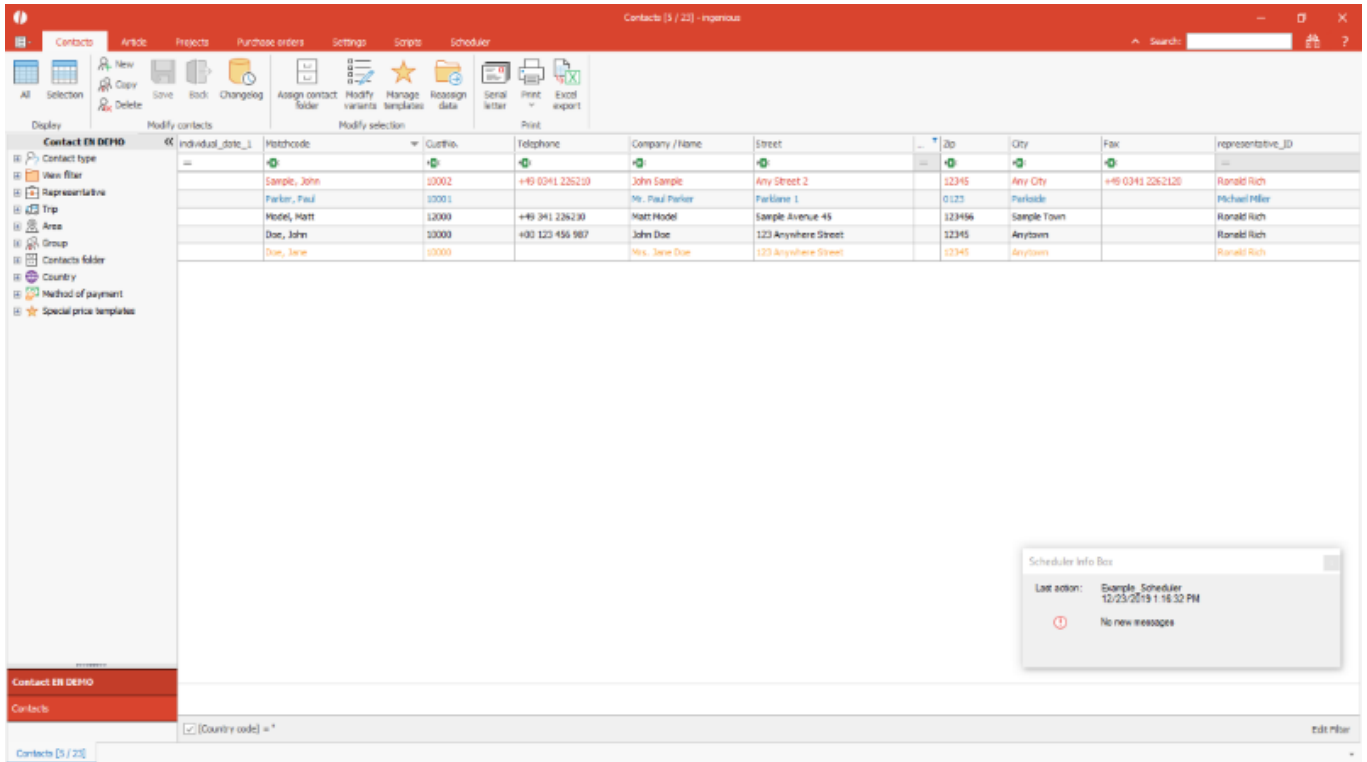 Contacts [5 / 23] - ingenious
Contacts Article Projects Purchase orders Settings Scripts Scheduler Search: ?
All Selection New Copy Delete Save Back Changelog Assign contact folder Modify variants Manage templates Reassign data Serial letter Print Excel export
Display Modify contacts Modify selection Print
Contact EN DEMO
Contact type
View filter
Representative
Trip
Area
Group
Contacts folder
Country
Method of payment
Special price templates
individual_date_1 Matchcode CustNo. Telephone Company / Name Street ... Zip City Fax representative_ID
Sample, John 10002 +49 0341 226210 John Sample Any Street 2 12345 Any City +49 0341 2262120 Ronald Rich
Parker, Paul 10001 Mr. Paul Parker Parklane 1 0123 Parkside Michael Miller
Model, Matt 12000 +49 341 226210 Matt Model Sample Avenue 45 123456 Sample Town Ronald Rich
Doe, John 10000 +00 123 456 987 John Doe 123 Anywhere Street 12345 Anytown Ronald Rich
Doe, Jane 10000 Mrs. Jane Doe 123 Anywhere Street 12345 Anytown Ronald Rich
Scheduler Info Box
Last action: Example_Scheduler
12/23/2019 1:16:32 PM
No new messages
Contact EN DEMO
Contacts
[Country code] = *
Edit Filter
Contacts [5 / 23]